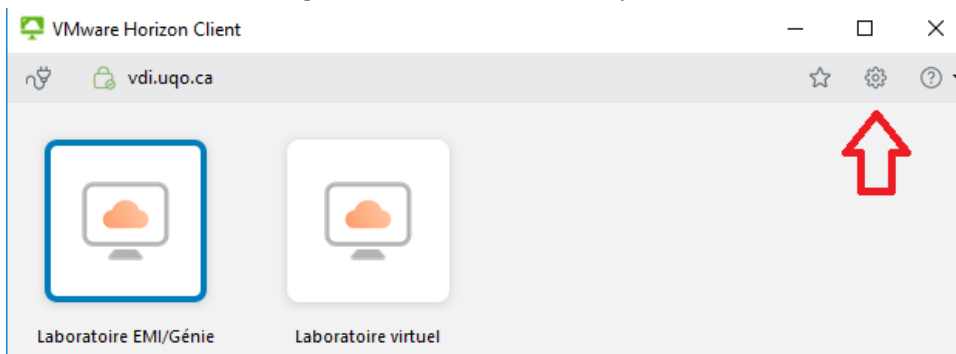 VMware Horizon Client
vdi.uqo.ca
Laboratoire EMI/Génie
Laboratoire virtuel